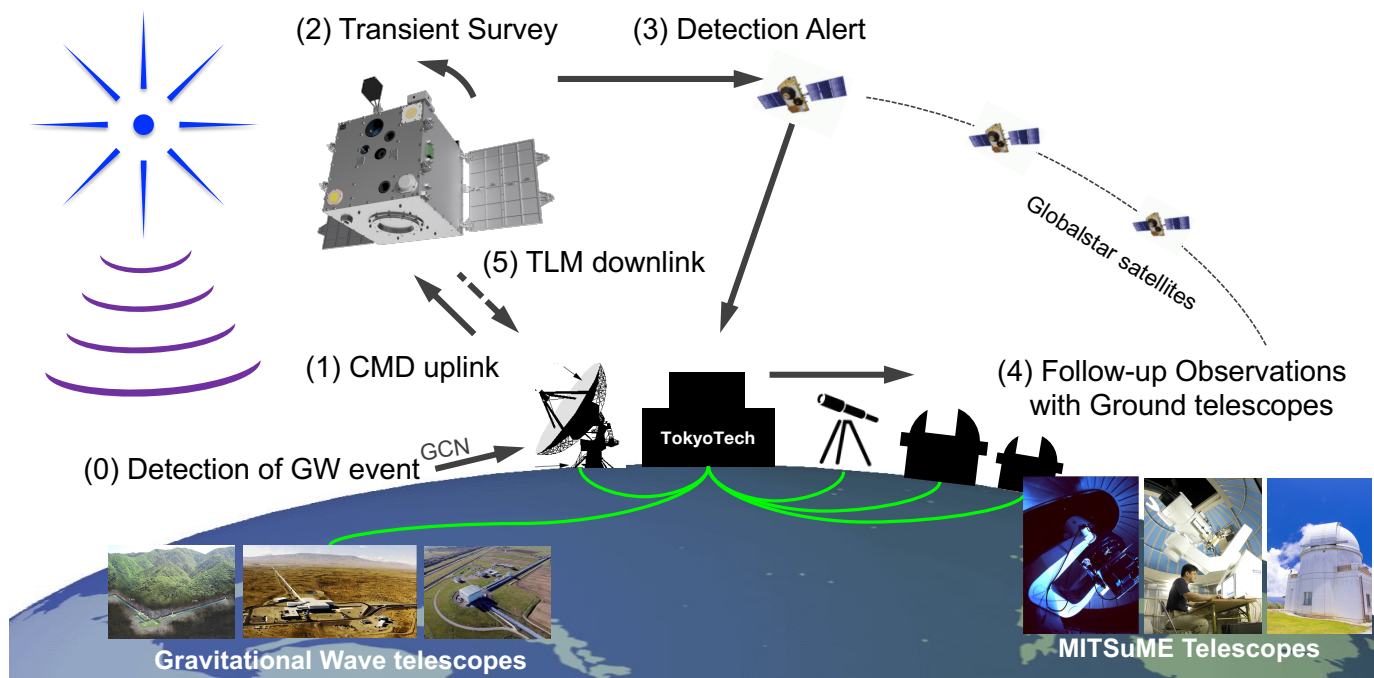 (2) Transient Survey
(3) Detection Alert
Globalstar satellites
(5) TLM downlink
(1) CMD uplink
(4) Follow-up Observations
with Ground telescopes
TokyoTech
GCN
(0) Detection of GW event
Gravitational Wave telescopes
MITSuME Telescopes